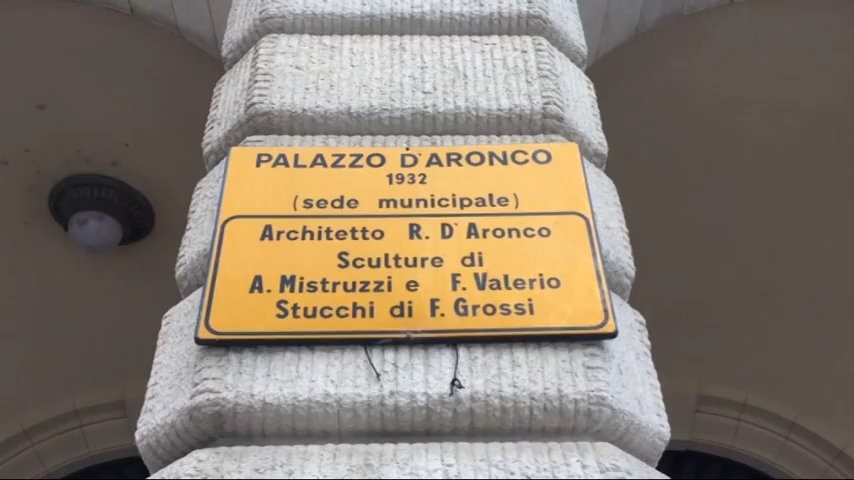 PALAZZO D'ARONCO
1932
(sede municipale)
Architetto R. D'Aronco
Sculture di
A. Mistruzzi e F. Valerio
Stucchi di F. Grossi